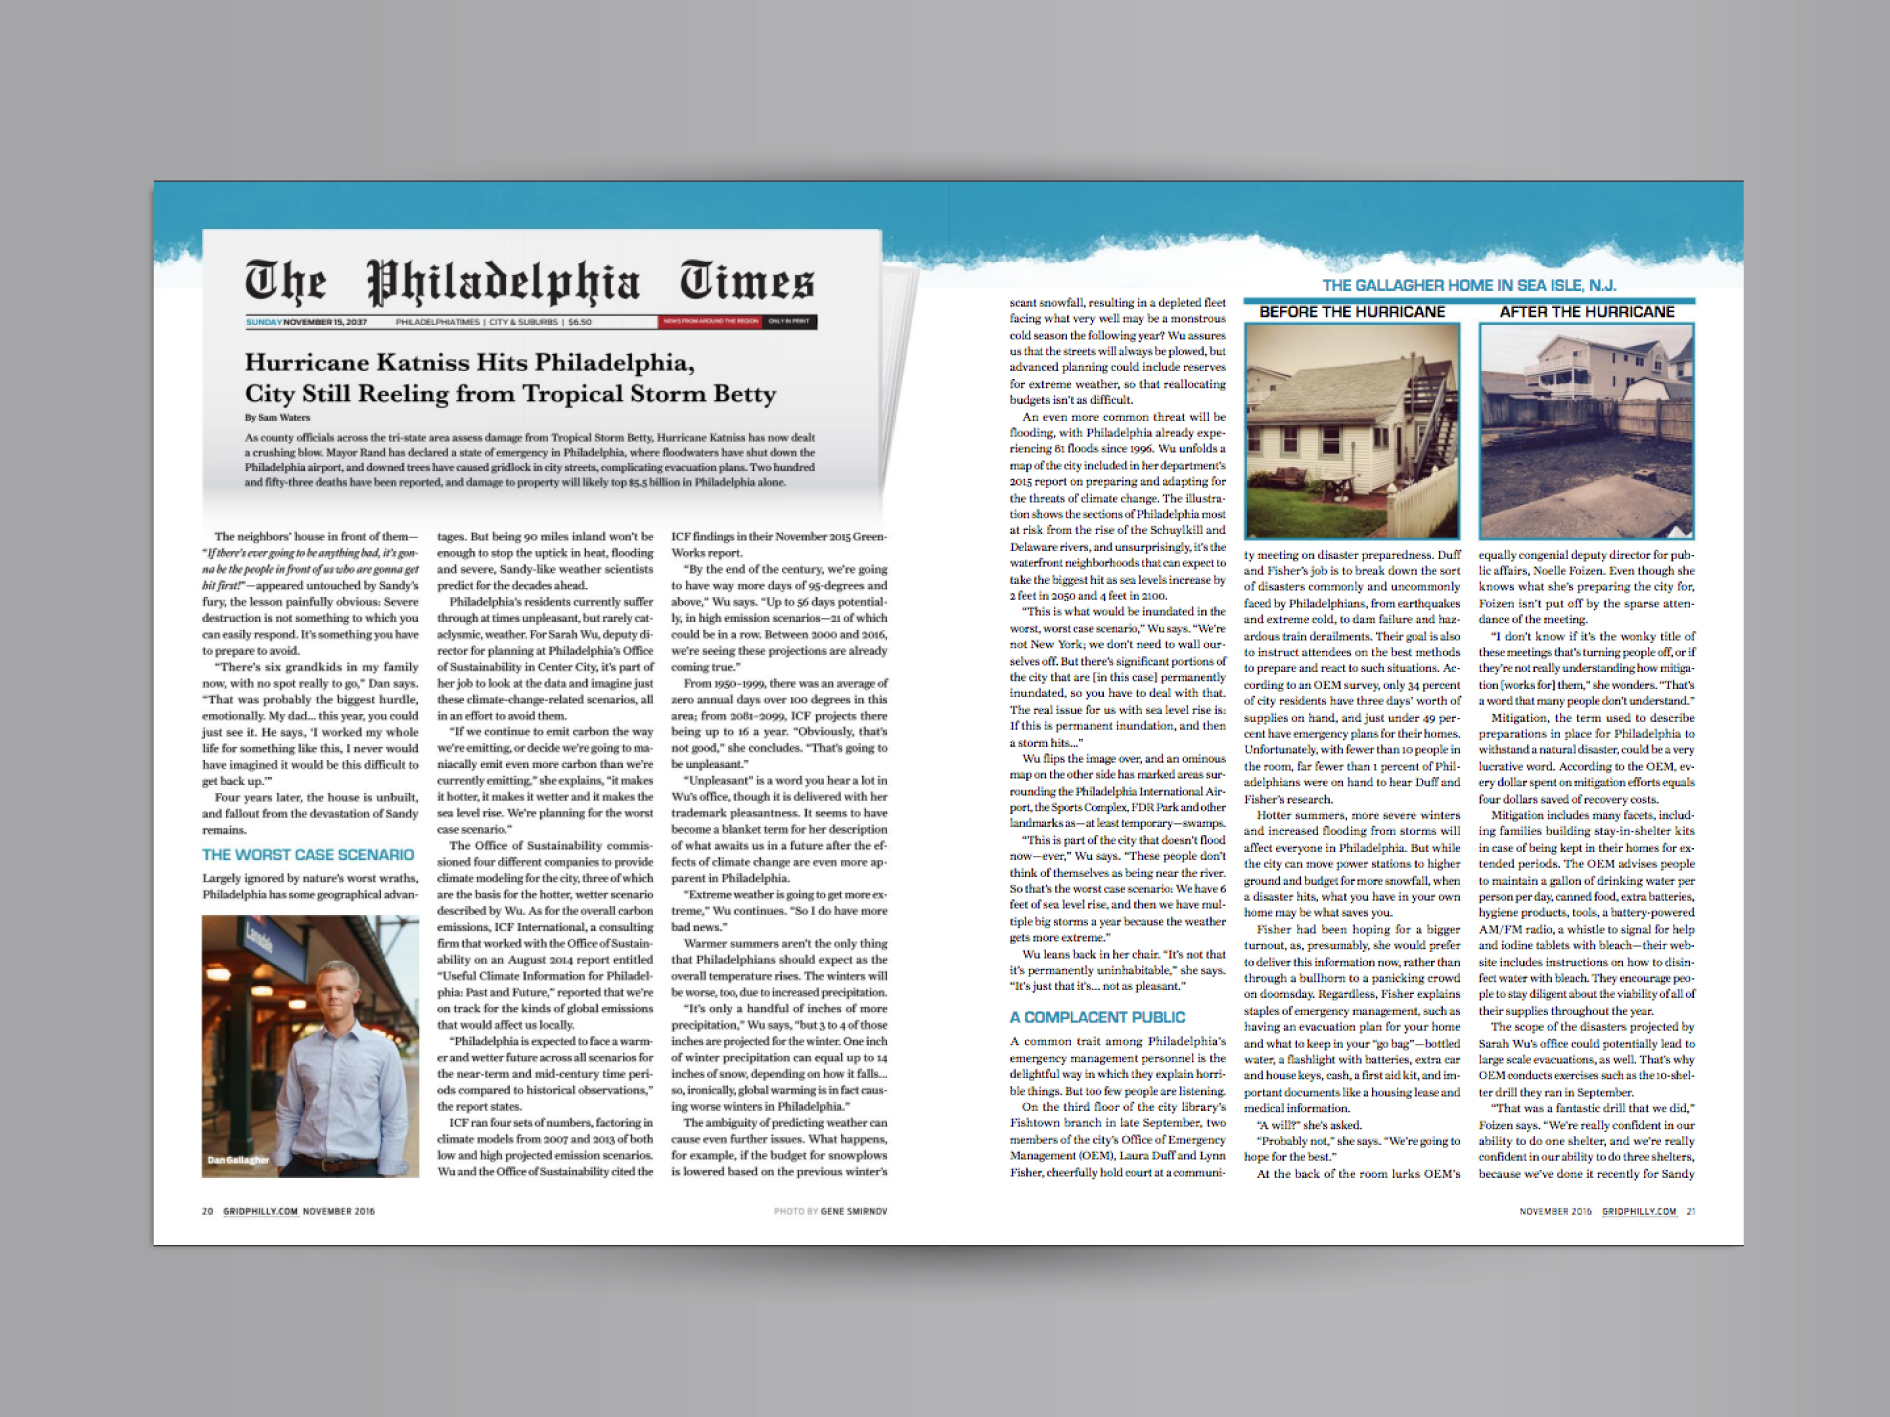 The Philadelphia Times
SUNDAY NOVEMBER 15, 2037 PHILADELPHIATIMES | CITY & SUBURBS | $6.50 NEWS FROM AROUND THE REGION ONLY IN PRINT
Hurricane Katniss Hits Philadelphia,
City Still Reeling from Tropical Storm Betty
By Sam Waters
As county officials across the tri-state area assess damage from Tropical Storm Betty, Hurricane Katniss has now dealt
a crushing blow. Mayor Rand has declared a state of emergency in Philadelphia, where floodwaters have shut down the
Philadelphia airport, and downed trees have caused gridlock in city streets, complicating evacuation plans. Two hundred
and fifty-three deaths have been reported, and damage to property will likely top $5.5 billion in Philadelphia alone.
The neighbors' house in front of them—
“If there's ever going to be anything bad, it's gon-
na be the people in front of us who are gonna get
hit first!”—appeared untouched by Sandy's
fury, the lesson painfully obvious: Severe
destruction is not something to which you
can easily respond. It's something you have
to prepare to avoid.
“There's six grandkids in my family
now, with no spot really to go,” Dan says.
“That was probably the biggest hurdle,
emotionally. My dad... this year, you could
just see it. He says, ‘I worked my whole
life for something like this, I never would
have imagined it would be this difficult to
get back up.’”
Four years later, the house is unbuilt,
and fallout from the devastation of Sandy
remains.
THE WORST CASE SCENARIO
Largely ignored by nature's worst wraths,
Philadelphia has some geographical advan-
Lansdale
Dan Gallagher
tages. But being 90 miles inland won't be
enough to stop the uptick in heat, flooding
and severe, Sandy-like weather scientists
predict for the decades ahead.
Philadelphia's residents currently suffer
through at times unpleasant, but rarely cat-
aclysmic, weather. For Sarah Wu, deputy di-
rector for planning at Philadelphia's Office
of Sustainability in Center City, it's part of
her job to look at the data and imagine just
these climate-change-related scenarios, all
in an effort to avoid them.
“If we continue to emit carbon the way
we're emitting, or decide we're going to ma-
niacally emit even more carbon than we're
currently emitting,” she explains, “it makes
it hotter, it makes it wetter and it makes the
sea level rise. We're planning for the worst
case scenario.”
The Office of Sustainability commis-
sioned four different companies to provide
climate modeling for the city, three of which
are the basis for the hotter, wetter scenario
described by Wu. As for the overall carbon
emissions, ICF International, a consulting
firm that worked with the Office of Sustain-
ability on an August 2014 report entitled
“Useful Climate Information for Philadel-
phia: Past and Future,” reported that we're
on track for the kinds of global emissions
that would affect us locally.
“Philadelphia is expected to face a warm-
er and wetter future across all scenarios for
the near-term and mid-century time peri-
ods compared to historical observations,”
the report states.
ICF ran four sets of numbers, factoring in
climate models from 2007 and 2013 of both
low and high projected emission scenarios.
Wu and the Office of Sustainability cited the
ICF findings in their November 2015 Green-
Works report.
“By the end of the century, we're going
to have way more days of 95-degrees and
above,” Wu says. “Up to 56 days potential-
ly, in high emission scenarios—21 of which
could be in a row. Between 2000 and 2016,
we're seeing these projections are already
coming true.”
From 1950–1999, there was an average of
zero annual days over 100 degrees in this
area; from 2081–2099, ICF projects there
being up to 16 a year. “Obviously, that's
not good,” she concludes. “That's going to
be unpleasant.”
“Unpleasant” is a word you hear a lot in
Wu's office, though it is delivered with her
trademark pleasantness. It seems to have
become a blanket term for her description
of what awaits us in a future after the ef-
fects of climate change are even more ap-
parent in Philadelphia.
“Extreme weather is going to get more ex-
treme,” Wu continues. “So I do have more
bad news.”
Warmer summers aren't the only thing
that Philadelphians should expect as the
overall temperature rises. The winters will
be worse, too, due to increased precipitation.
“It's only a handful of inches of more
precipitation,” Wu says, “but 3 to 4 of those
inches are projected for the winter. One inch
of winter precipitation can equal up to 14
inches of snow, depending on how it falls...
so, ironically, global warming is in fact caus-
ing worse winters in Philadelphia.”
The ambiguity of predicting weather can
cause even further issues. What happens,
for example, if the budget for snowplows
is lowered based on the previous winter's
20 GRIDPHILLY.COM NOVEMBER 2016
PHOTO BY GENE SMIRNOV
scant snowfall, resulting in a depleted fleet
facing what very well may be a monstrous
cold season the following year? Wu assures
us that the streets will always be plowed, but
advanced planning could include reserves
for extreme weather, so that reallocating
budgets isn't as difficult.
An even more common threat will be
flooding, with Philadelphia already expe-
riencing 81 floods since 1996. Wu unfolds a
map of the city included in her department's
2015 report on preparing and adapting for
the threats of climate change. The illustra-
tion shows the sections of Philadelphia most
at risk from the rise of the Schuylkill and
Delaware rivers, and unsurprisingly, it's the
waterfront neighborhoods that can expect to
take the biggest hit as sea levels increase by
2 feet in 2050 and 4 feet in 2100.
“This is what would be inundated in the
worst, worst case scenario,” Wu says. “We're
not New York; we don't need to wall our-
selves off. But there's significant portions of
the city that are [in this case] permanently
inundated, so you have to deal with that.
The real issue for us with sea level rise is:
If this is permanent inundation, and then
a storm hits...”
Wu flips the image over, and an ominous
map on the other side has marked areas sur-
rounding the Philadelphia International Air-
port, the Sports Complex, FDR Park and other
landmarks as—at least temporary—swamps.
“This is part of the city that doesn't flood
now—ever,” Wu says. “These people don't
think of themselves as being near the river.
So that's the worst case scenario: We have 6
feet of sea level rise, and then we have mul-
tiple big storms a year because the weather
gets more extreme.”
Wu leans back in her chair. “It's not that
it's permanently uninhabitable,” she says.
“It's just that it's... not as pleasant.”
A COMPLACENT PUBLIC
A common trait among Philadelphia's
emergency management personnel is the
delightful way in which they explain horri-
ble things. But too few people are listening.
On the third floor of the city library's
Fishtown branch in late September, two
members of the city's Office of Emergency
Management (OEM), Laura Duff and Lynn
Fisher, cheerfully hold court at a communi-
THE GALLAGHER HOME IN SEA ISLE, N.J.
BEFORE THE HURRICANE
AFTER THE HURRICANE
ty meeting on disaster preparedness. Duff
and Fisher's job is to break down the sort
of disasters commonly and uncommonly
faced by Philadelphians, from earthquakes
and extreme cold, to dam failure and haz-
ardous train derailments. Their goal is also
to instruct attendees on the best methods
to prepare and react to such situations. Ac-
cording to an OEM survey, only 34 percent
of city residents have three days' worth of
supplies on hand, and just under 49 per-
cent have emergency plans for their homes.
Unfortunately, with fewer than 10 people in
the room, far fewer than 1 percent of Phil-
adelphians were on hand to hear Duff and
Fisher's research.
Hotter summers, more severe winters
and increased flooding from storms will
affect everyone in Philadelphia. But while
the city can move power stations to higher
ground and budget for more snowfall, when
a disaster hits, what you have in your own
home may be what saves you.
Fisher had been hoping for a bigger
turnout, as, presumably, she would prefer
to deliver this information now, rather than
through a bullhorn to a panicking crowd
on doomsday. Regardless, Fisher explains
staples of emergency management, such as
having an evacuation plan for your home
and what to keep in your “go bag”—bottled
water, a flashlight with batteries, extra car
and house keys, cash, a first aid kit, and im-
portant documents like a housing lease and
medical information.
“A will?” she's asked.
“Probably not,” she says. “We're going to
hope for the best.”
At the back of the room lurks OEM's
equally congenial deputy director for pub-
lic affairs, Noelle Foizen. Even though she
knows what she's preparing the city for,
Foizen isn't put off by the sparse atten-
dance of the meeting.
“I don't know if it's the wonky title of
these meetings that's turning people off, or if
they're not really understanding how mitiga-
tion [works for] them,” she wonders. “That's
a word that many people don't understand.”
Mitigation, the term used to describe
preparations in place for Philadelphia to
withstand a natural disaster, could be a very
lucrative word. According to the OEM, ev-
ery dollar spent on mitigation efforts equals
four dollars saved of recovery costs.
Mitigation includes many facets, includ-
ing families building stay-in-shelter kits
in case of being kept in their homes for ex-
tended periods. The OEM advises people
to maintain a gallon of drinking water per
person per day, canned food, extra batteries,
hygiene products, tools, a battery-powered
AM/FM radio, a whistle to signal for help
and iodine tablets with bleach—their web-
site includes instructions on how to disin-
fect water with bleach. They encourage peo-
ple to stay diligent about the viability of all of
their supplies throughout the year.
The scope of the disasters projected by
Sarah Wu's office could potentially lead to
large scale evacuations, as well. That's why
OEM conducts exercises such as the 10-shel-
ter drill they ran in September.
“That was a fantastic drill that we did,”
Foizen says. “We're really confident in our
ability to do one shelter, and we're really
confident in our ability to do three shelters,
because we've done it recently for Sandy
NOVEMBER 2016 GRIDPHILLY.COM 21